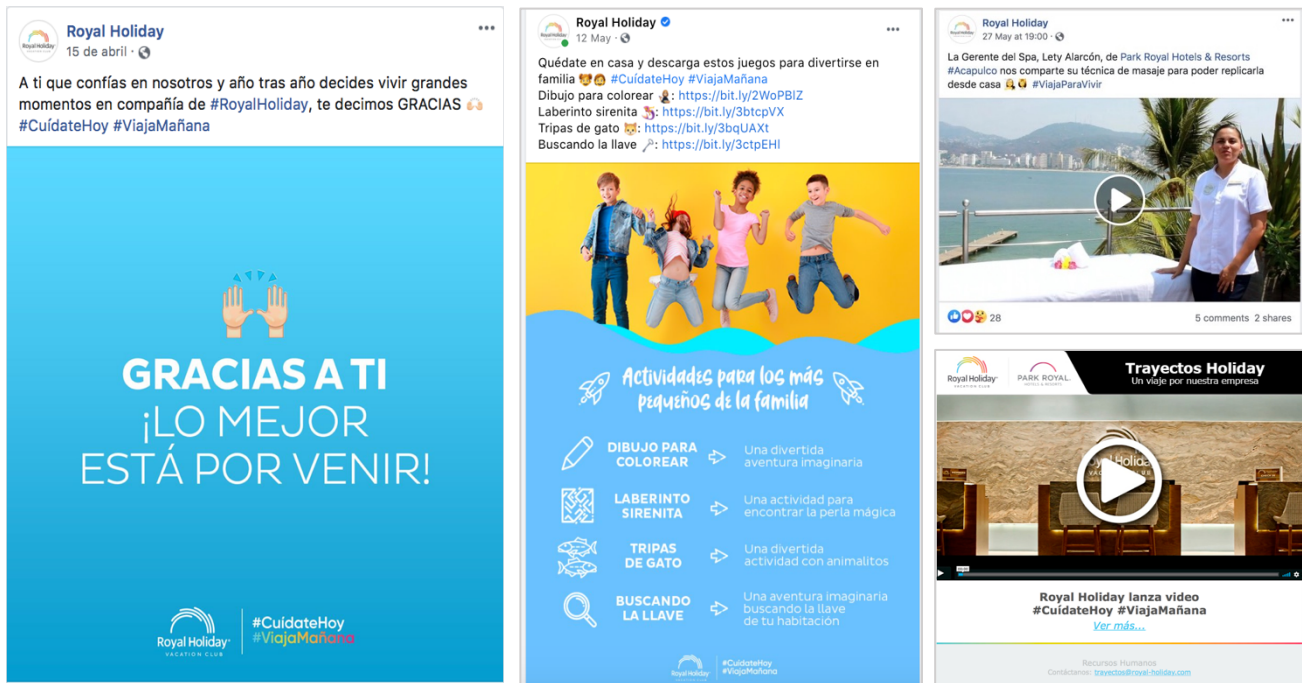 Royal Holiday
Royal Holiday
15 de abril ·
A ti que confías en nosotros y año tras año decides vivir grandes
momentos en compañía de #RoyalHoliday, te decimos GRACIAS 🙌🏻
#CuídateHoy #ViajaMañana
GRACIAS A TI
¡LO MEJOR
ESTÁ POR VENIR!
Royal Holiday
VACATION CLUB
#CuídateHoy
#ViajaMañana
Royal Holiday
Royal Holiday
12 May ·
Quédate en casa y descarga estos juegos para divertirse en
familia #CuídateHoy #ViajaMañana
Dibujo para colorear : https://bit.ly/2WoPBlZ
Laberinto sirenita : https://bit.ly/3btcpVX
Tripas de gato : https://bit.ly/3bqUAXt
Buscando la llave : https://bit.ly/3ctpEHl
Actividades para los más
pequeños de la familia
DIBUJO PARA
COLOREAR
Una divertida
aventura imaginaria
LABERINTO
SIRENITA
Una actividad para
encontrar la perla mágica
TRIPAS
DE GATO
Una divertida
actividad con animalitos
BUSCANDO
LA LLAVE
Una aventura imaginaria
buscando la llave
de tu habitación
Royal Holiday
#CuídateHoy
#ViajaMañana
Royal Holiday
Royal Holiday
27 May at 19:00 ·
La Gerente del Spa, Lety Alarcón, de Park Royal Hotels & Resorts
#Acapulco nos comparte su técnica de masaje para poder replicarla
desde casa #ViajaParaVivir
28
5 comments 2 shares
Royal Holiday
VACATION CLUB
PARK ROYAL
HOTELS & RESORTS
Trayectos Holiday
Un viaje por nuestra empresa
Royal Holiday lanza video
#CuídateHoy #ViajaMañana
Ver más...
Recursos Humanos
Contáctanos: trayectos@royal-holiday.com